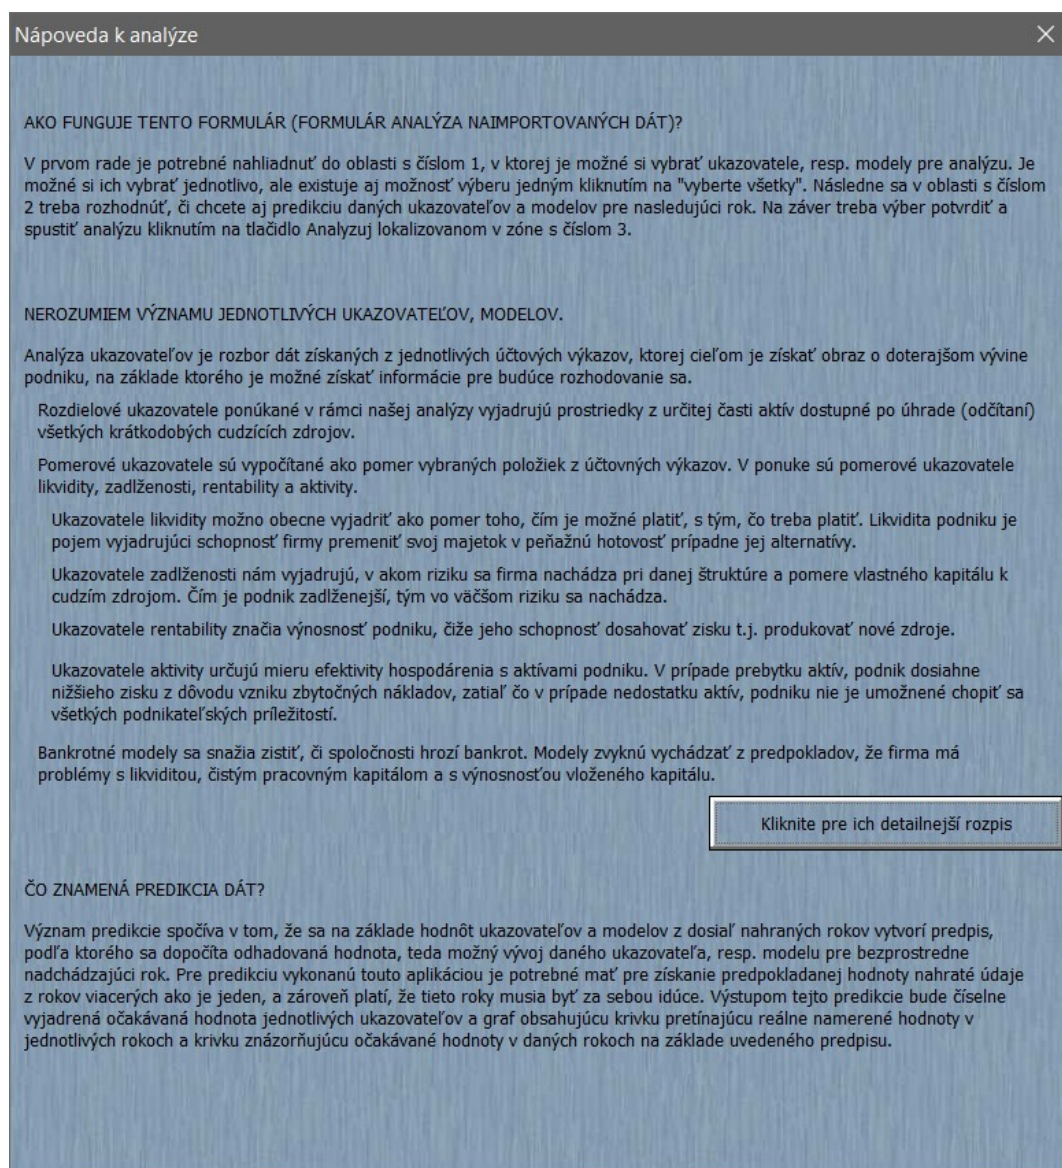 Nápoveda k analýze
AKO FUNGUJE TENTO FORMULÁR (FORMULÁR ANALÝZA NAIMPORTOVANÝCH DÁT)?
V prvom rade je potrebné nahliadnuť do oblasti s číslom 1, v ktorej je možné si vybrať ukazovatele, resp. modely pre analýzu. Je
možné si ich vybrať jednotlivo, ale existuje aj možnosť výberu jedným kliknutím na "vyberte všetky". Následne sa v oblasti s číslom
2 treba rozhodnúť, či chcete aj predikciu daných ukazovateľov a modelov pre nasledujúci rok. Na záver treba výber potvrdiť a
spustiť analýzu kliknutím na tlačidlo Analyzuj lokalizovanom v zóne s číslom 3.
NEROZUMIEM VÝZNAMU JEDNOTLIVÝCH UKAZOVATEĽOV, MODELOV.
Analýza ukazovateľov je rozbor dát získaných z jednotlivých účtových výkazov, ktorej cieľom je získať obraz o doterajšom vývine
podniku, na základe ktorého je možné získať informácie pre budúce rozhodovanie sa.
Rozdielové ukazovatele ponúkané v rámci našej analýzy vyjadrujú prostriedky z určitej časti aktív dostupné po úhrade (odčítaní)
všetkých krátkodobých cudzících zdrojov.
Pomerové ukazovatele sú vypočítané ako pomer vybraných položiek z účtovných výkazov. V ponuke sú pomerové ukazovatele
likvidity, zadlženosti, rentability a aktivity.
Ukazovatele likvidity možno obecne vyjadriť ako pomer toho, čím je možné platiť, s tým, čo treba platiť. Likvidita podniku je
pojem vyjadrujúci schopnosť firmy premeniť svoj majetok v peňažnú hotovosť prípadne jej alternatívy.
Ukazovatele zadlženosti nám vyjadrujú, v akom riziku sa firma nachádza pri danej štruktúre a pomere vlastného kapitálu k
cudzím zdrojom. Čím je podnik zadlženejší, tým vo väčšom riziku sa nachádza.
Ukazovatele rentability značia výnosnosť podniku, čiže jeho schopnosť dosahovať zisku t.j. produkovať nové zdroje.
Ukazovatele aktivity určujú mieru efektivity hospodárenia s aktívami podniku. V prípade prebytku aktív, podnik dosiahne
nižšieho zisku z dôvodu vzniku zbytočných nákladov, zatiaľ čo v prípade nedostatku aktív, podniku nie je umožnené chopiť sa
všetkých podnikateľských príležitostí.
Bankrotné modely sa snažia zistiť, či spoločnosti hrozí bankrot. Modely zvyknú vychádzať z predpokladov, že firma má
problémy s likviditou, čistým pracovným kapitálom a s výnosnosťou vloženého kapitálu.
Kliknite pre ich detailnejší rozpis
ČO ZNAMENÁ PREDIKCIA DÁT?
Význam predikcie spočíva v tom, že sa na základe hodnôt ukazovateľov a modelov z dosiaľ nahraných rokov vytvorí predpis,
podľa ktorého sa dopočíta odhadovaná hodnota, teda možný vývoj daného ukazovateľa, resp. modelu pre bezprostredne
nadchádzajúci rok. Pre predikciu vykonanú touto aplikáciou je potrebné mať pre získanie predpokladanej hodnoty nahraté údaje
z rokov viacerých ako je jeden, a zároveň platí, že tieto roky musia byť za sebou idúce. Výstupom tejto predikcie bude číselne
vyjadrená očakávaná hodnota jednotlivých ukazovateľov a graf obsahujúcu krivku pretínajúcu reálne namerené hodnoty v
jednotlivých rokoch a krivku znázorňujúcu očakávané hodnoty v daných rokoch na základe uvedeného predpisu.